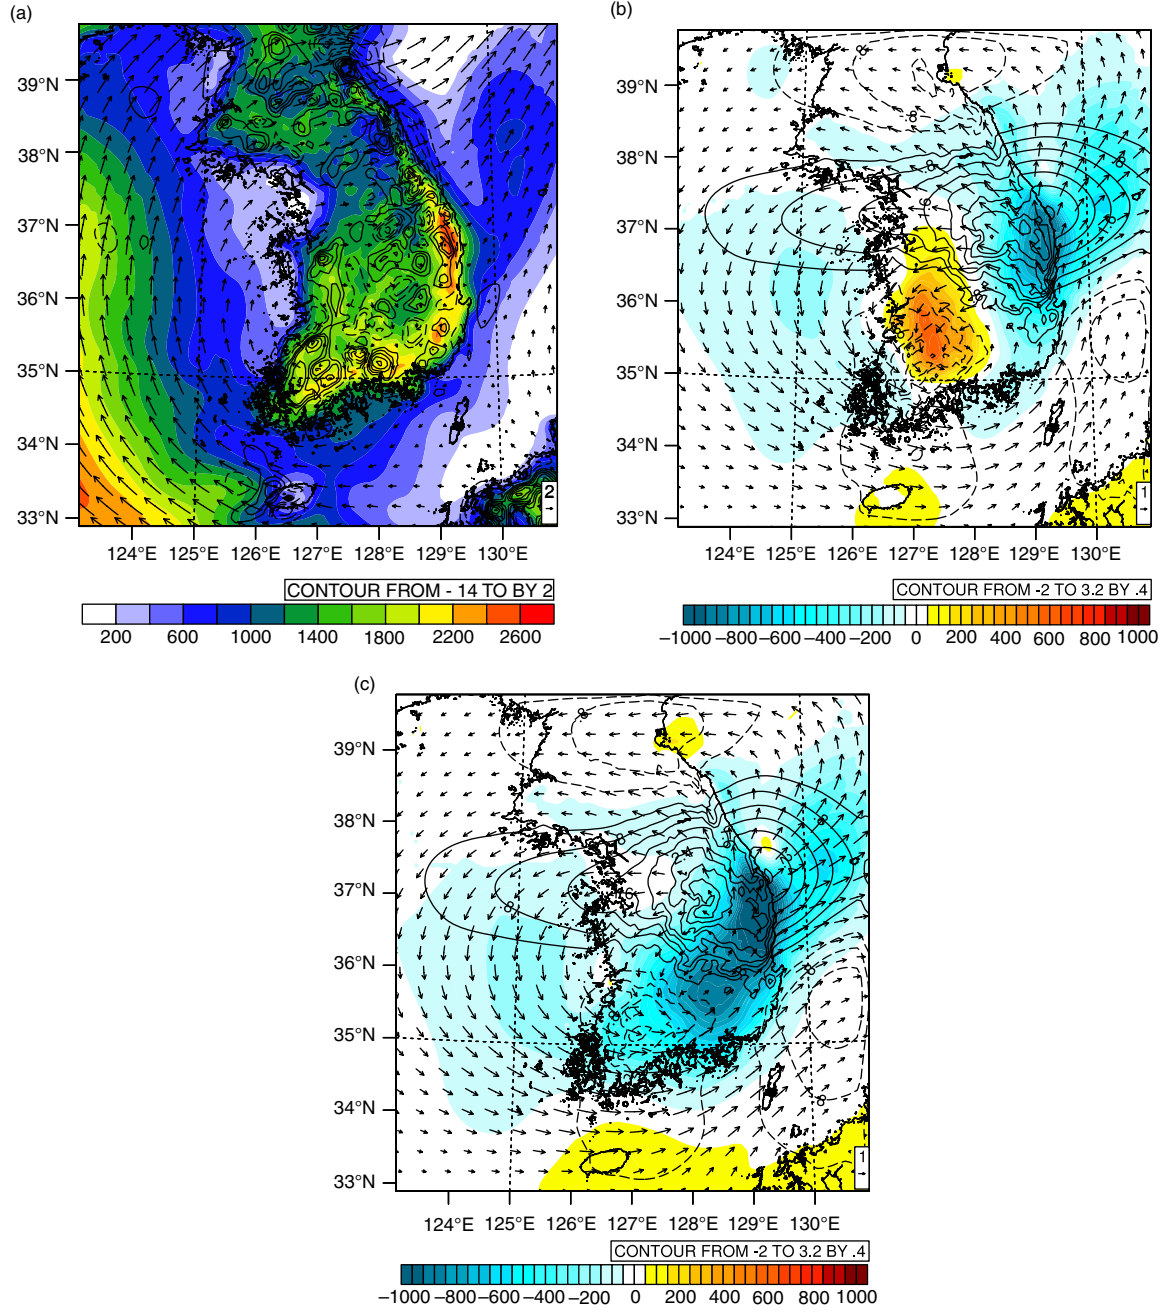 (a)
39°N
38°N
37°N
36°N
35°N
34°N
33°N
124°E 125°E 126°E 127°E 128°E 129°E 130°E
2
CONTOUR FROM - 14 TO BY 2
200 600 1000 1400 1800 2200 2600
(b)
39°N
38°N
37°N
36°N
35°N
34°N
33°N
124°E 125°E 126°E 127°E 128°E 129°E 130°E
1
CONTOUR FROM -2 TO 3.2 BY .4
−1000 −800 −600 −400 −200 0 200 400 600 800 1000
(c)
39°N
38°N
37°N
36°N
35°N
34°N
33°N
124°E 125°E 126°E 127°E 128°E 129°E 130°E
1
CONTOUR FROM -2 TO 3.2 BY .4
−1000 −800 −600 −400 −200 0 200 400 600 800 1000